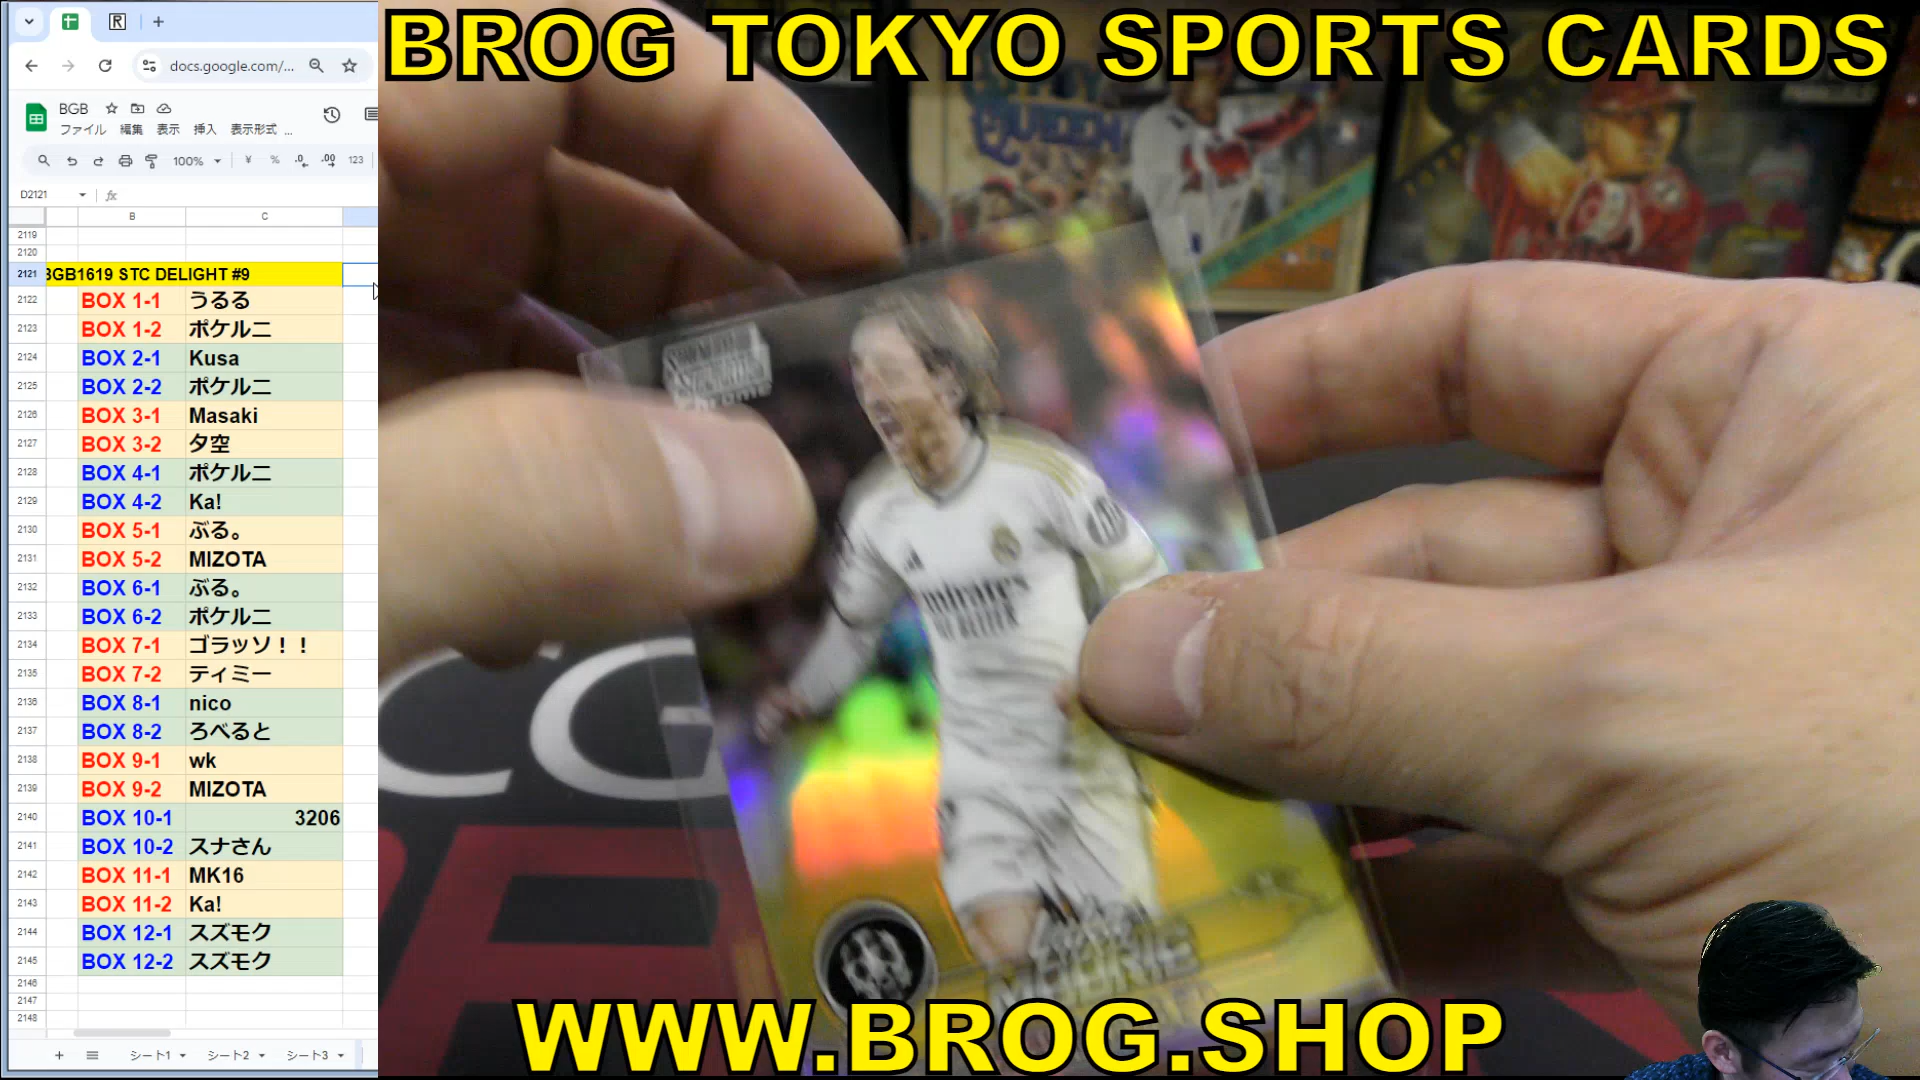 BROG TOKYO SPORTS CARDS
docs.google.com/...
BGB
ファイル 編集 表示 挿入 表示形式 ...
100% ¥ % .0 .00 123
D2121 fx
B C
2119
2120
2121 BGB1619 STC DELIGHT #9
2122 BOX 1-1 うるる
2123 BOX 1-2 ポケルニ
2124 BOX 2-1 Kusa
2125 BOX 2-2 ポケルニ
2126 BOX 3-1 Masaki
2127 BOX 3-2 夕空
2128 BOX 4-1 ポケルニ
2129 BOX 4-2 Ka!
2130 BOX 5-1 ぶる。
2131 BOX 5-2 MIZOTA
2132 BOX 6-1 ぶる。
2133 BOX 6-2 ポケルニ
2134 BOX 7-1 ゴラッソ！！
2135 BOX 7-2 ティミー
2136 BOX 8-1 nico
2137 BOX 8-2 ろべると
2138 BOX 9-1 wk
2139 BOX 9-2 MIZOTA
2140 BOX 10-1 3206
2141 BOX 10-2 スナさん
2142 BOX 11-1 MK16
2143 BOX 11-2 Ka!
2144 BOX 12-1 スズモク
2145 BOX 12-2 スズモク
2146
2147
2148
シート1 シート2 シート3
QUEEN
Emirates
LUKA
MODRIĆ
WWW.BROG.SHOP